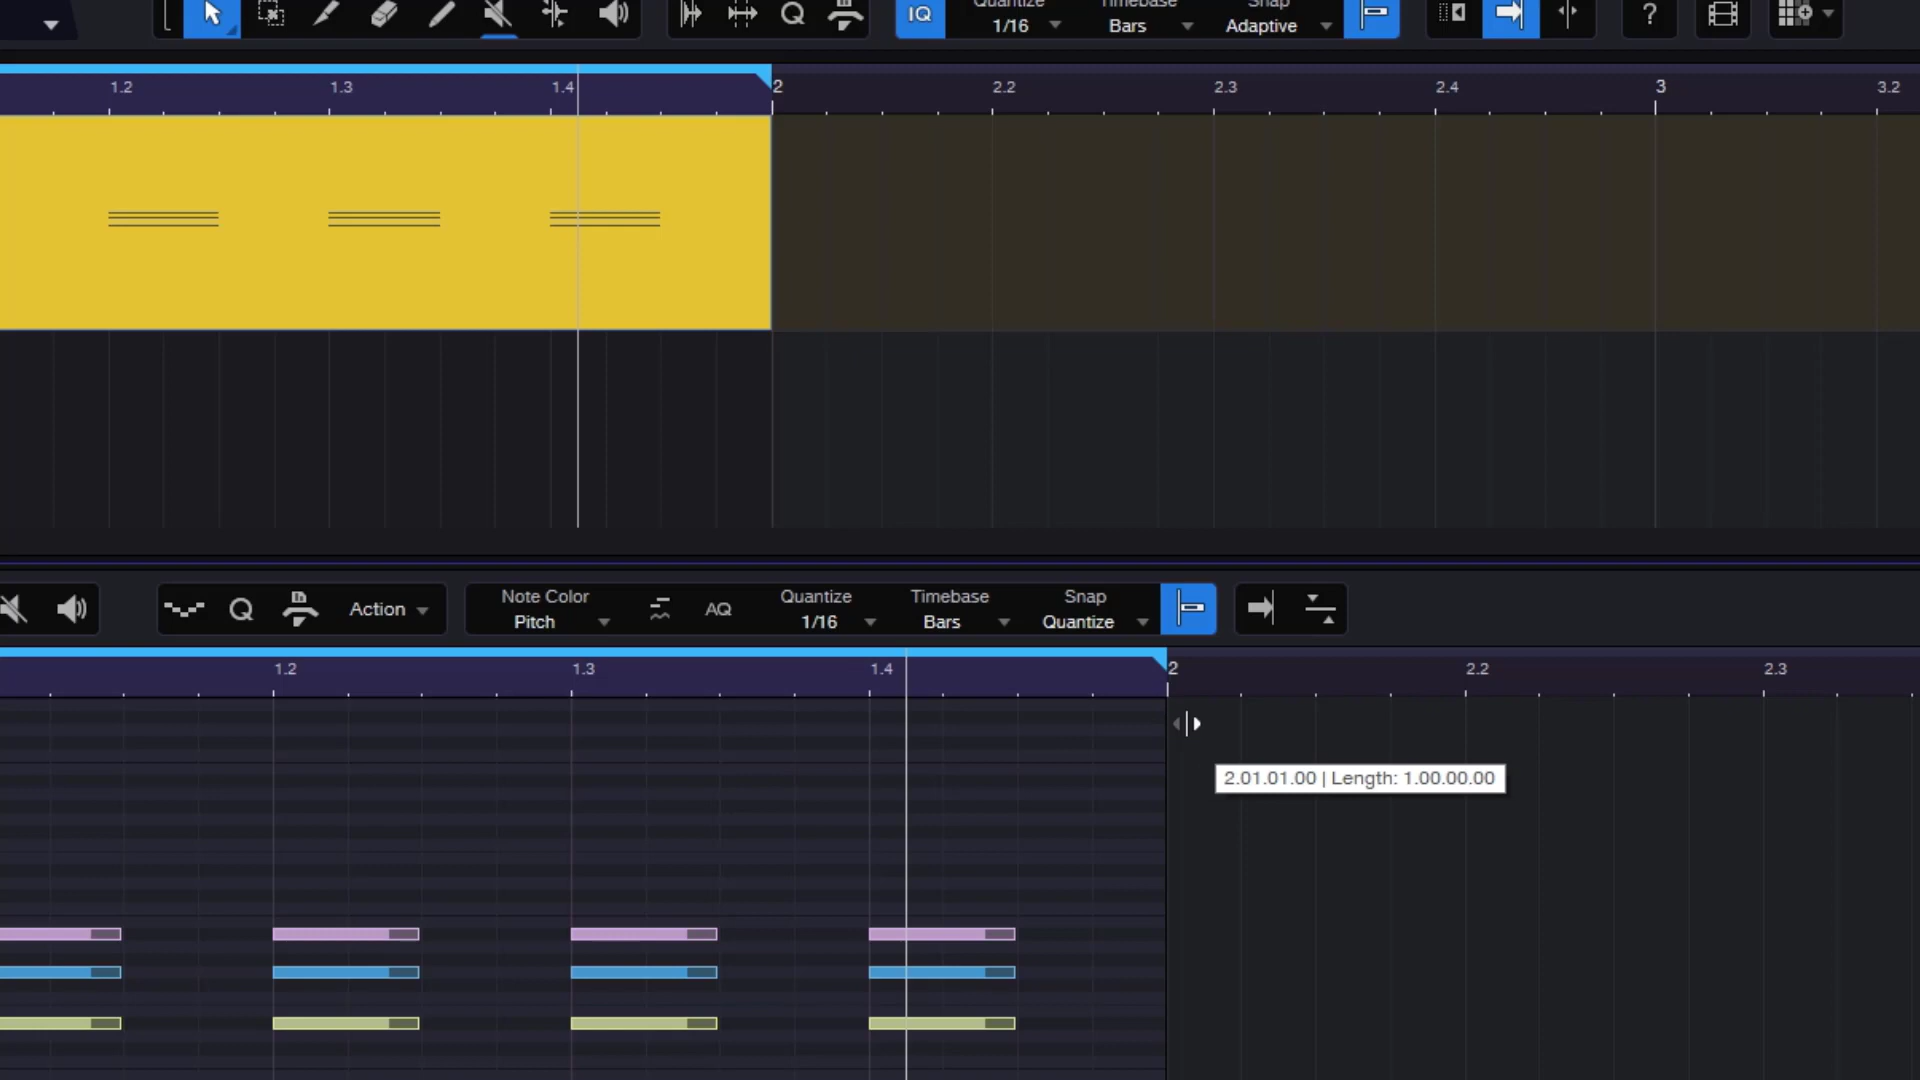 IQ
Quantize Timebase Snap
1/16 Bars Adaptive
?
1.2 1.3 1.4 2 2.2 2.3 2.4 3 3.2
Q
Q Action
Note Color
Pitch
AQ
Quantize
1/16
Timebase
Bars
Snap
Quantize
1.2 1.3 1.4 2 2.2 2.3
2.01.01.00 | Length: 1.00.00.00